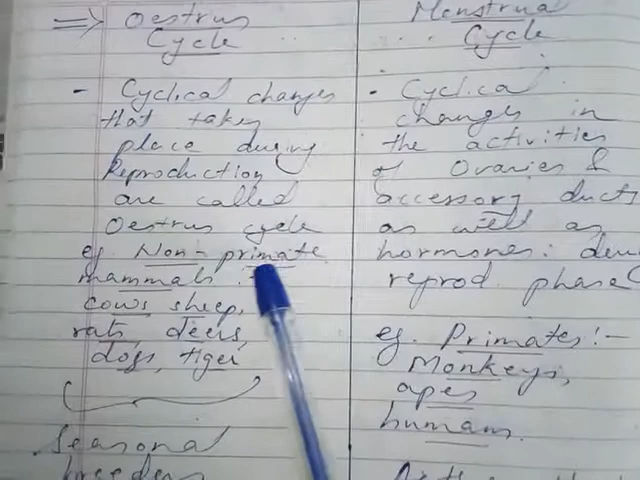 ⇒ Oestrus
Cycle
- Cyclical changes
that takes
place during
Reproduction
are called
Oestrus cycle
eg Non-primate
mammals :
cows, sheep,
rats, deers,
dogs, tiger
Seasonal
breeders
Menstrual
Cycle
- Cyclical
changes in
the activities
of Ovaries &
accessory ducts
as well as
hormones:
reprod. phase
eg. Primates:-
Monkeys,
apes
humans.